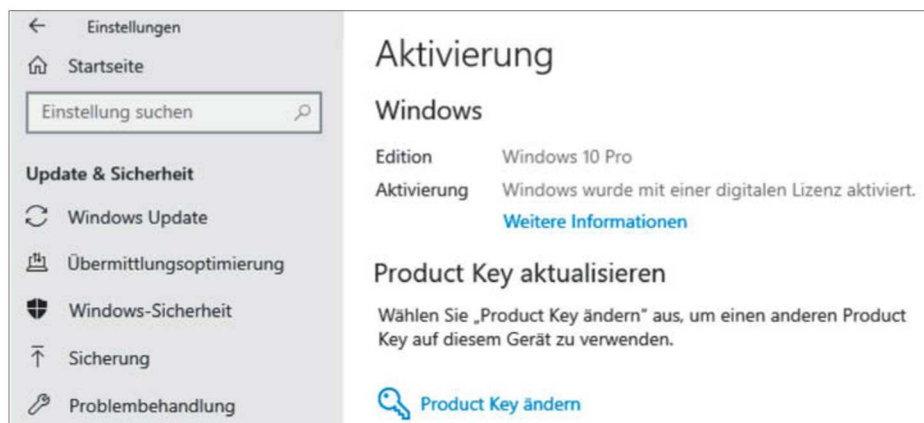 Einstellungen
Startseite
Einstellung suchen
Update & Sicherheit
Windows Update
Übermittlungsoptimierung
Windows-Sicherheit
Sicherung
Problembehandlung
Aktivierung
Windows
Edition Windows 10 Pro
Aktivierung Windows wurde mit einer digitalen Lizenz aktiviert.
Weitere Informationen
Product Key aktualisieren
Wählen Sie „Product Key ändern" aus, um einen anderen Product
Key auf diesem Gerät zu verwenden.
Product Key ändern